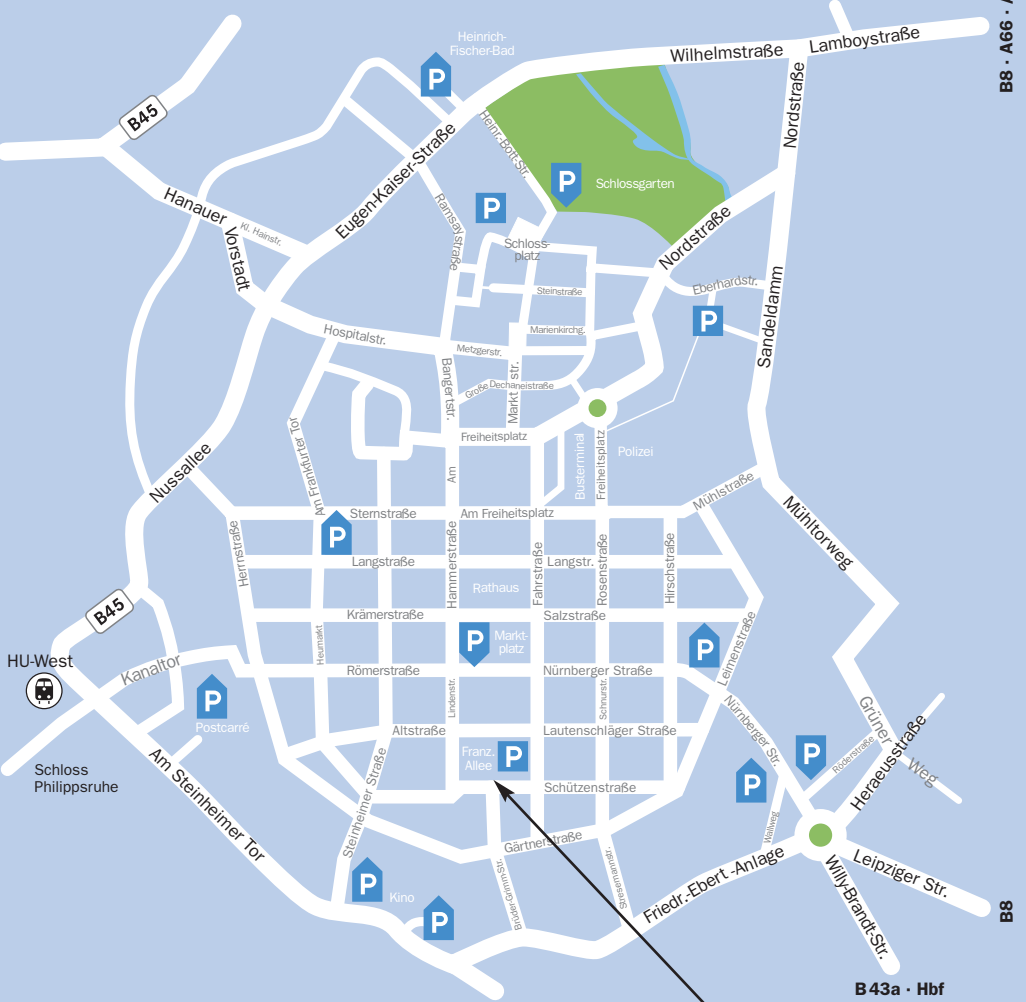 Heinrich-
Fischer-Bad
P
Wilhelmstraße
Lamboystraße
B8 · A66 ·
B45
Nordstraße
Heinr.-Bott-Str.
Eugen-Kaiser-Straße
P
Schlossgarten
P
Hanauer
Vorstadt
Kl. Hainstr.
Ramsaystraße
Schloss-
platz
Nordstraße
Steinstraße
Eberhardstr.
P
Sandeldamm
Hospitalstr.
Metzgerstr.
Marienkirchg.
Bangertstr.
Große Dechaneistraße
Markt str.
Freiheitsplatz
Am
Busterminal
Freiheitsplatz
Polizei
Am Frankfurter Tor
Nussallee
Mühlstraße
Mühltorweg
Herrnstraße
P
Sternstraße
Am Freiheitsplatz
Langstraße
Hammerstraße
Fahrstraße
Langstr.
Rosenstraße
Hirschstraße
Rathaus
B45
Krämerstraße
Salzstraße
Heumarkt
P
Markt-
platz
P
Leimenstraße
HU-West
Kanaltor
Römerstraße
Nürnberger Straße
P
Postcarré
Lindenstr.
Schnurstr.
Nürnberger Str.
Grüner
Weg
Altstraße
Lautenschläger Straße
Franz.
Allee
P
P
P
Röderstraße
Heraeusstraße
Schloss
Philippsruhe
Am Steinheimer Tor
Steinheimer Straße
Schützenstraße
Wallweg
Gärtnerstraße
Friedr.-Ebert -Anlage
Leipziger Str.
Willy-Brandt-Str.
Brüder-Grimm-Str.
Stresemannstr.
P
Kino
P
B8
B43a · Hbf